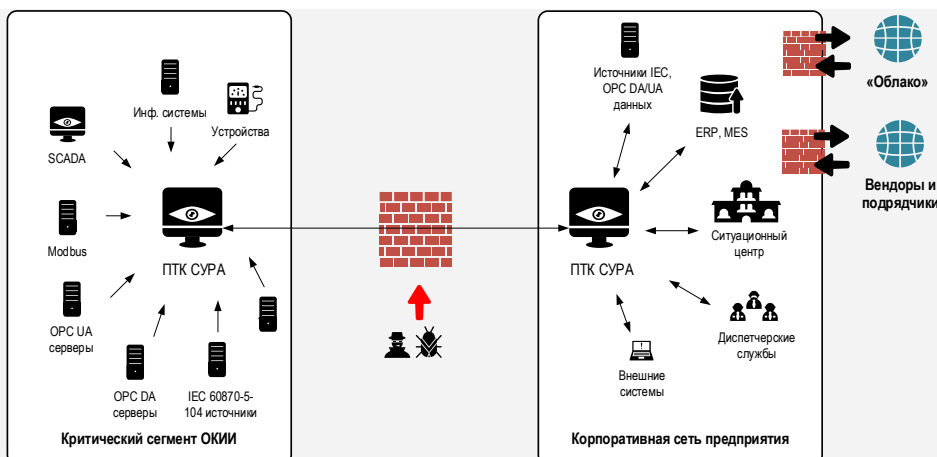 Инф. системы
SCADA
Устройства
Modbus
ПТК СУРА
OPC UA
серверы
OPC DA
серверы
IEC 60870-5-
104 источники
Критический сегмент ОКИИ
Источники IEC,
OPC DA/UA
данных
ERP, MES
ПТК СУРА
Ситуационный
центр
Диспетчерские
службы
Внешние
системы
Корпоративная сеть предприятия
«Облако»
Вендоры и
подрядчики